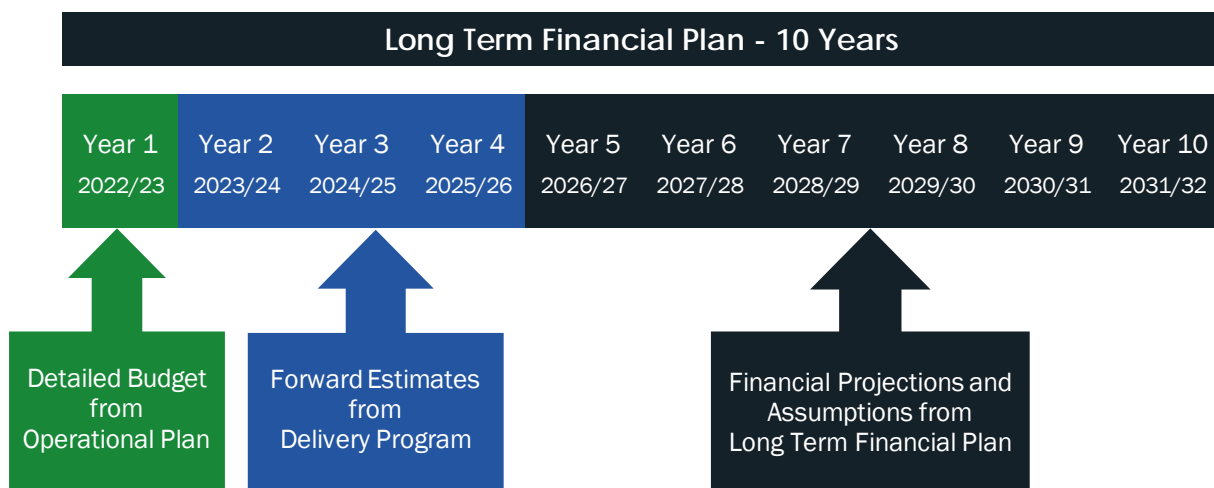 Long Term Financial Plan - 10 Years
Year 1 Year 2 Year 3 Year 4 Year 5 Year 6 Year 7 Year 8 Year 9 Year 10
2022/23 2023/24 2024/25 2025/26 2026/27 2027/28 2028/29 2029/30 2030/31 2031/32
Detailed Budget
from
Operational Plan
Forward Estimates
from
Delivery Program
Financial Projections and
Assumptions from
Long Term Financial Plan